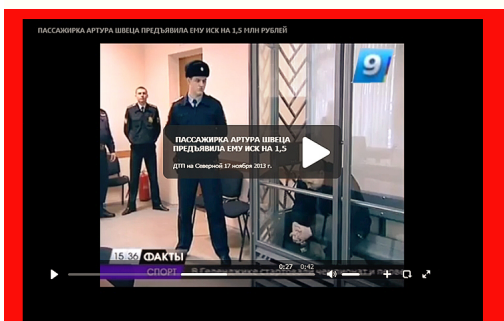 ПАССАЖИРКА АРТУРА ШВЕЦА ПРЕДЪЯВИЛА ЕМУ ИСК НА 1,5 МЛН РУБЛЕЙ
9
ПАССАЖИРКА АРТУРА ШВЕЦА
ПРЕДЪЯВИЛА ЕМУ ИСК НА 1,5
ДТП на Северной 17 ноября 2013 г.
15 36 ФАКТЫ
СПОРТ
0:27 0:42